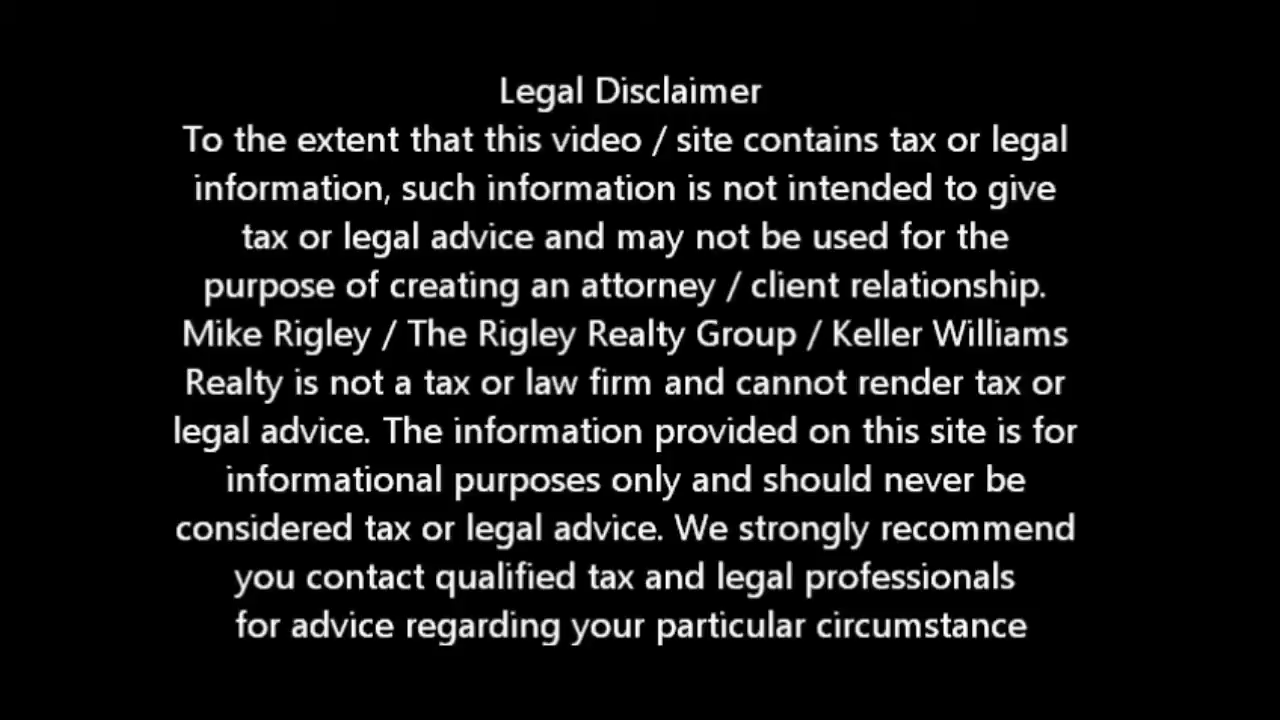 Legal Disclaimer
To the extent that this video / site contains tax or legal
information, such information is not intended to give
tax or legal advice and may not be used for the
purpose of creating an attorney / client relationship.
Mike Rigley / The Rigley Realty Group / Keller Williams
Realty is not a tax or law firm and cannot render tax or
legal advice. The information provided on this site is for
informational purposes only and should never be
considered tax or legal advice. We strongly recommend
you contact qualified tax and legal professionals
for advice regarding your particular circumstance